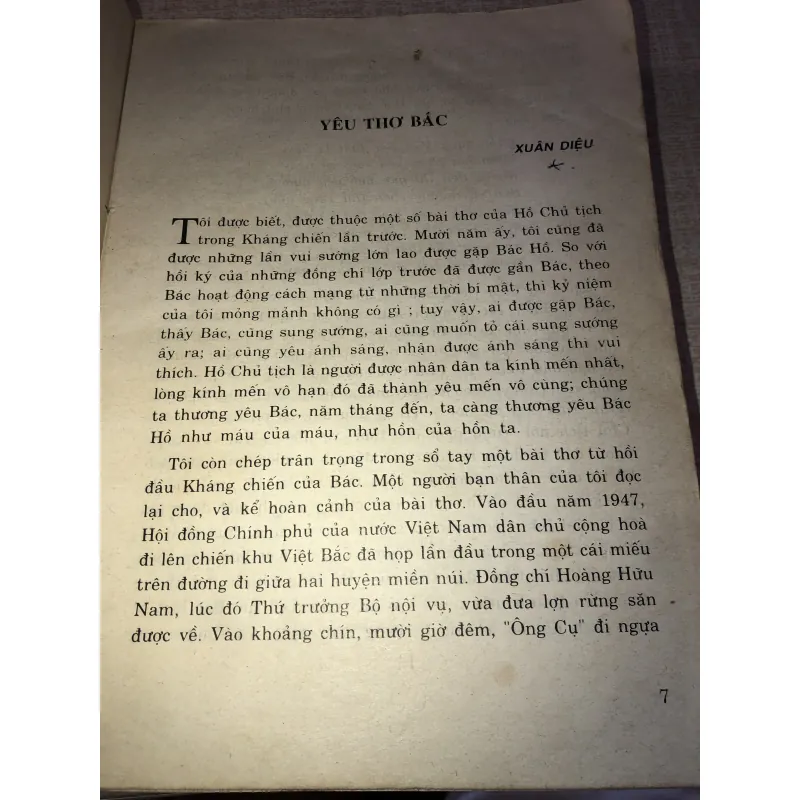 YÊU THƠ BÁC
XUÂN DIỆU
Tôi được biết, được thuộc một số bài thơ của Hồ Chủ tịch
trong Kháng chiến lần trước. Mười năm ấy, tôi cũng đã
được những lần vui sướng lớn lao được gặp Bác Hồ. So với
hồi ký của những đồng chí lớp trước đã được gần Bác, theo
Bác hoạt động cách mạng từ những thời bí mật, thì kỷ niệm
của tôi mỏng mảnh không có gì ; tuy vậy, ai được gặp Bác,
thấy Bác, cũng sung sướng, ai cũng muốn tỏ cái sung sướng
ấy ra; ai cũng yêu ánh sáng, nhận được ánh sáng thì vui
thích. Hồ Chủ tịch là người được nhân dân ta kính mến nhất,
lòng kính mến vô hạn đó đã thành yêu mến vô cùng; chúng
ta thương yêu Bác, năm tháng đến, ta càng thương yêu Bác
Hồ như máu của máu, như hồn của hồn ta.
Tôi còn chép trân trọng trong sổ tay một bài thơ từ hồi
đầu Kháng chiến của Bác. Một người bạn thân của tôi đọc
lại cho, và kể hoàn cảnh của bài thơ. Vào đầu năm 1947,
Hội đồng Chính phủ của nước Việt Nam dân chủ cộng hoà
đi lên chiến khu Việt Bắc đã họp lần đầu trong một cái miếu
trên đường đi giữa hai huyện miền núi. Đồng chí Hoàng Hữu
Nam, lúc đó Thứ trưởng Bộ nội vụ, vừa đưa lợn rừng săn
được về. Vào khoảng chín, mười giờ đêm, "Ông Cụ" đi ngựa
7